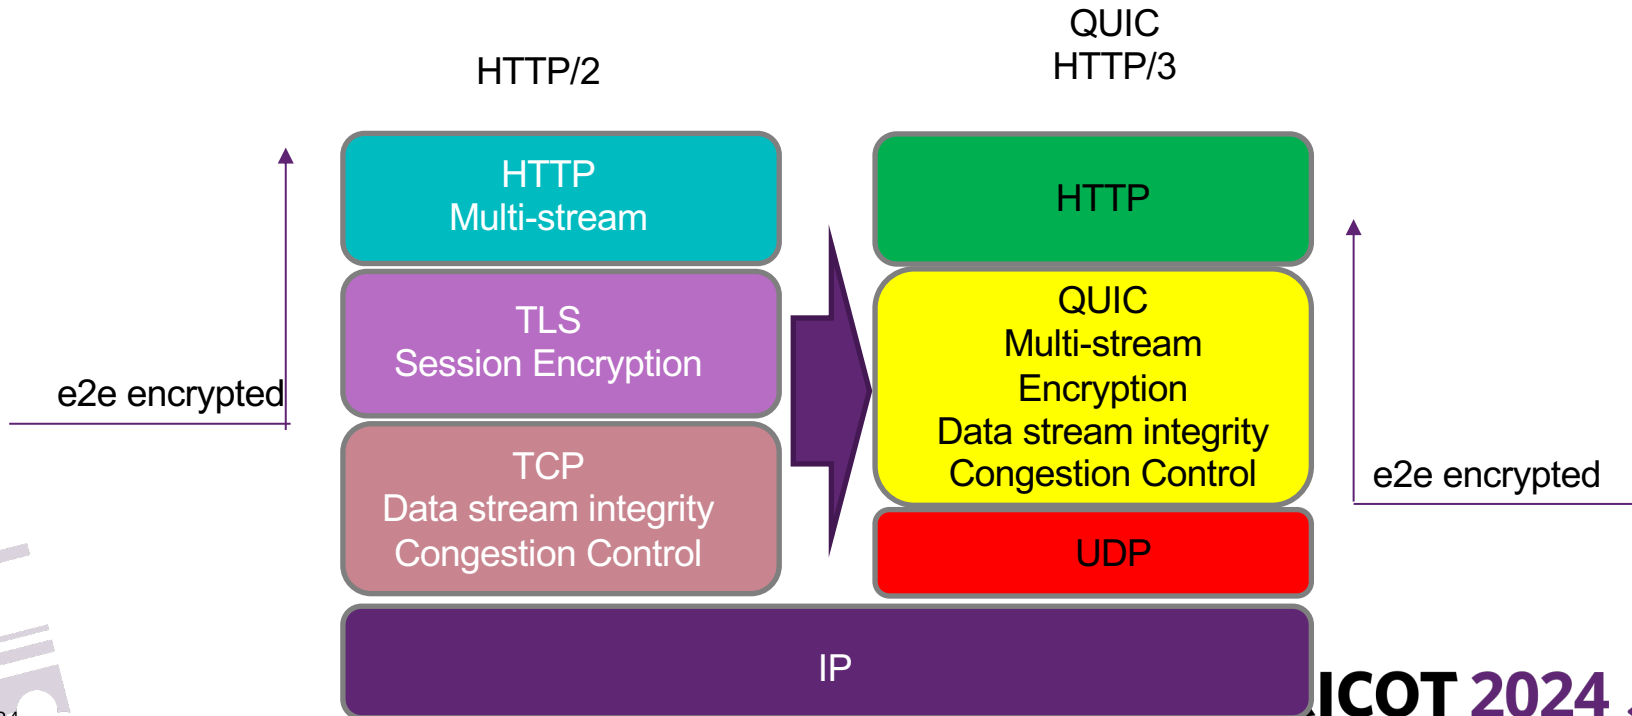 HTTP/2
QUIC
HTTP/3
HTTP
Multi-stream
TLS
Session Encryption
TCP
Data stream integrity
Congestion Control
e2e encrypted
HTTP
QUIC
Multi-stream
Encryption
Data stream integrity
Congestion Control
UDP
e2e encrypted
IP
ICOT 2024